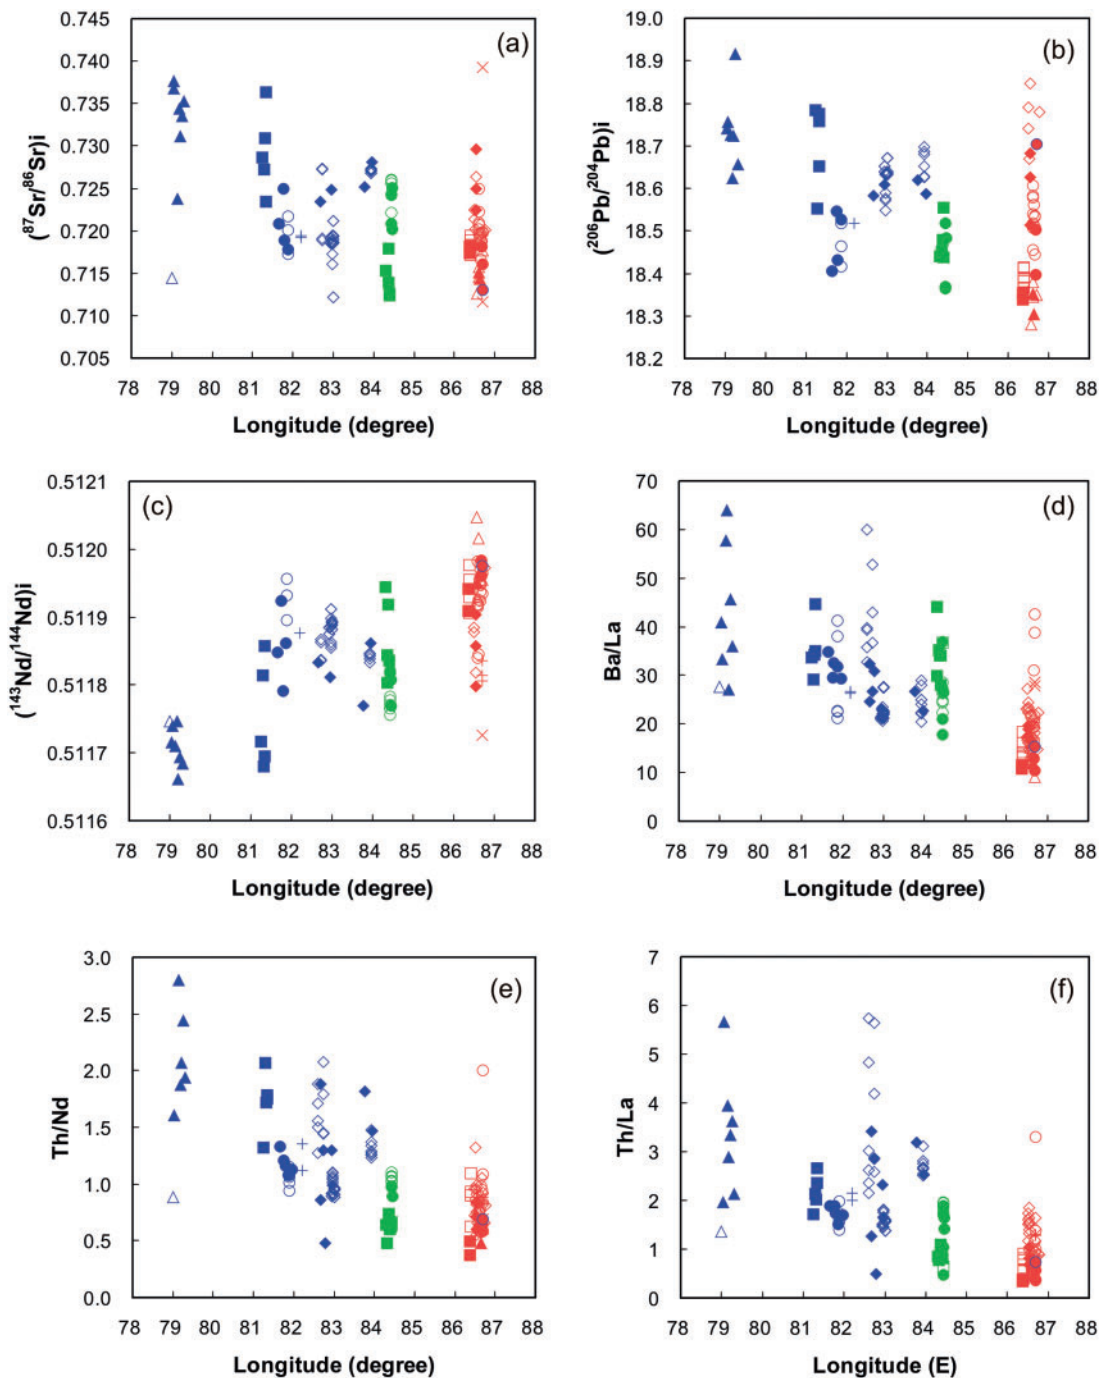 (a)
0.745
0.740
0.735
0.730
0.725
0.720
0.715
0.710
0.705
(87Sr/86Sr)i
78 79 80 81 82 83 84 85 86 87 88
Longitude (degree)
(b)
19.0
18.9
18.8
18.7
18.6
18.5
18.4
18.3
18.2
(206Pb/204Pb)i
78 79 80 81 82 83 84 85 86 87 88
Longitude (degree)
(c)
0.5121
0.5120
0.5119
0.5118
0.5117
0.5116
(143Nd/144Nd)i
78 79 80 81 82 83 84 85 86 87 88
Longitude (degree)
(d)
70
60
50
40
30
20
10
0
Ba/La
78 79 80 81 82 83 84 85 86 87 88
Longitude (degree)
(e)
3.0
2.5
2.0
1.5
1.0
0.5
0.0
Th/Nd
78 79 80 81 82 83 84 85 86 87 88
Longitude (degree)
(f)
7
6
5
4
3
2
1
0
Th/La
78 79 80 81 82 83 84 85 86 87 88
Longitude (E)